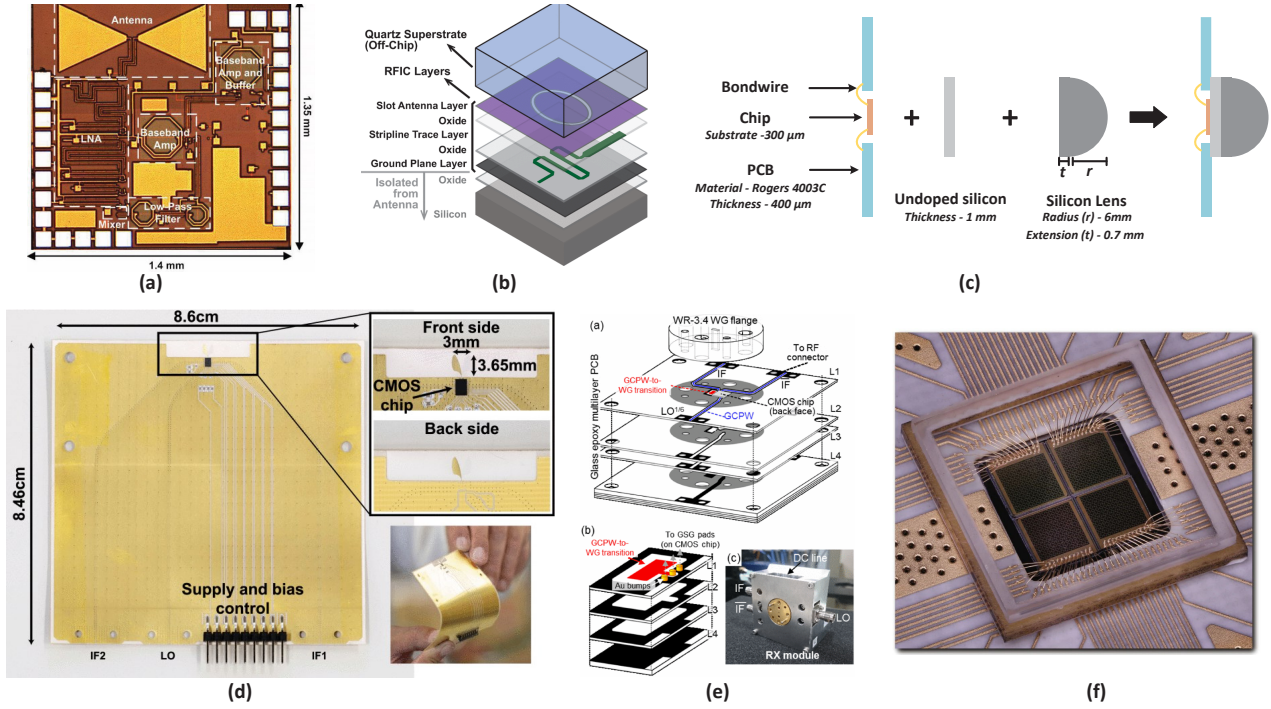 Antenna
Baseband
Amp and
Buffer
LNA
Baseband
Amp
Low-Pass
Filter
Mixer
1.35 mm
1.4 mm
(a)
Quartz Superstrate
(Off-Chip)
RFIC Layers
Slot Antenna Layer
Oxide
Stripline Trace Layer
Oxide
Ground Plane Layer
Isolated
from
Antenna
Oxide
Silicon
(b)
Bondwire
Chip
Substrate -300 µm
PCB
Material - Rogers 4003C
Thickness - 400 µm
+
Undoped silicon
Thickness - 1 mm
+
t
r
Silicon Lens
Radius (r) - 6mm
Extension (t) - 0.7 mm
(c)
8.6cm
8.46cm
Front side
3mm
3.65mm
CMOS
chip
Back side
Supply and bias
control
IF2
LO
IF1
(d)
(a)
WR-3.4 WG flange
To RF
connector
IF
IF
L1
GCPW-to-
WG transition
CMOS chip
(back face)
LO1/6
GCPW
L2
L3
L4
Glass epoxy multilayer PCB
(b)
To GSG pads
(on CMOS chip)
GCPW-to-
WG transition
Au bumps
L1
L2
L3
L4
(c)
DC line
IF
IF
LO
RX module
(e)
(f)